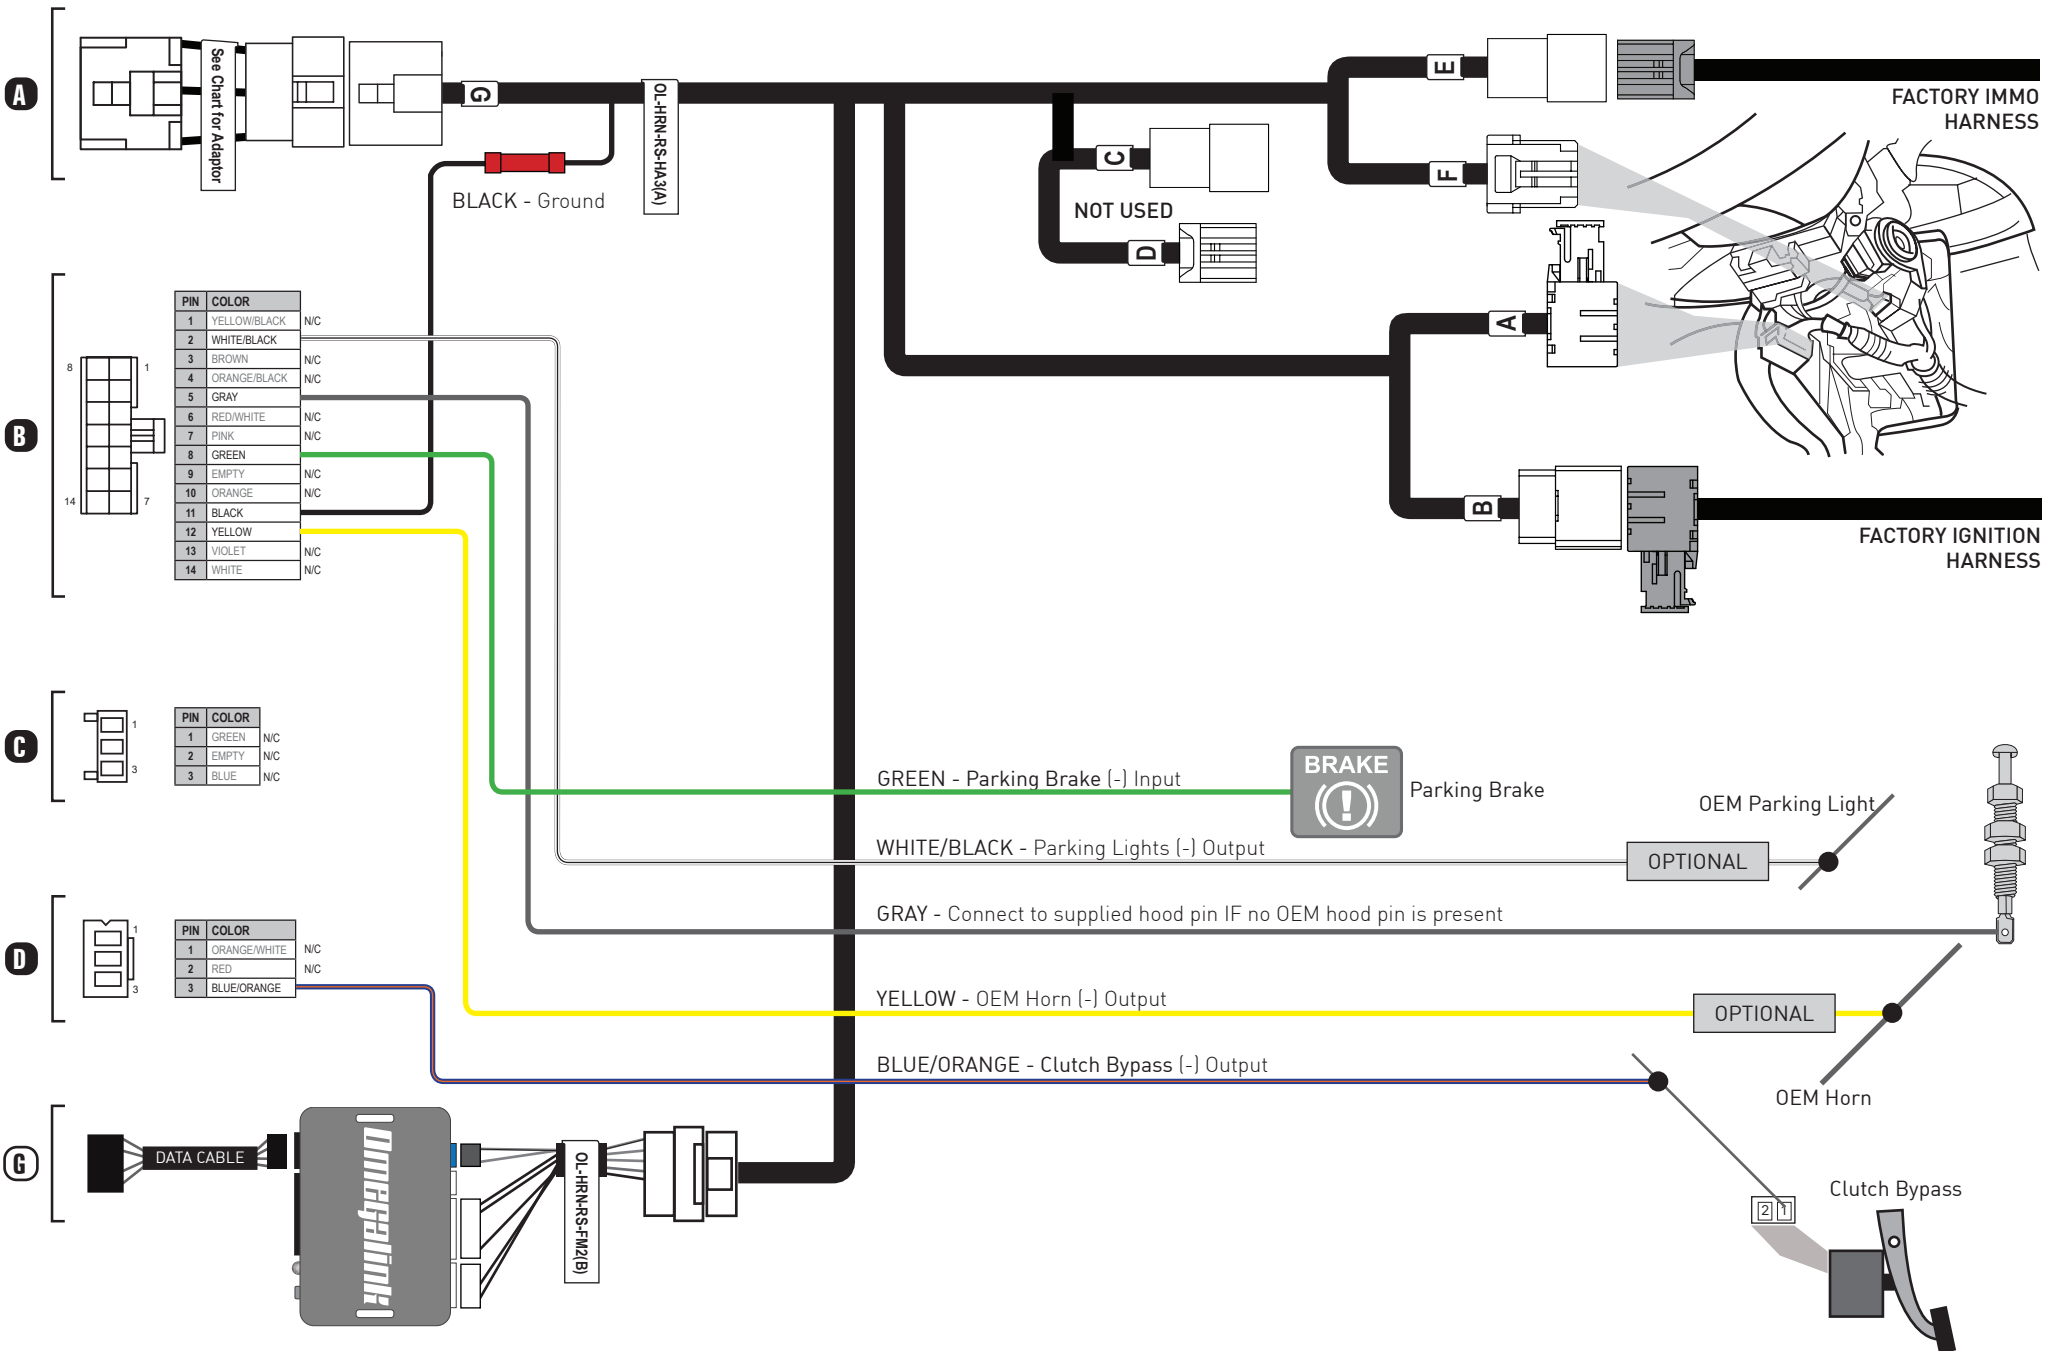 A
See Chart for Adaptor
G
OL-HRN-RS-HA3(A)
BLACK - Ground
E
FACTORY IMMO
HARNESS
F
C
NOT USED
D
A
B
FACTORY IGNITION
HARNESS
B
8 1
14 7
PIN COLOR
1 YELLOW/BLACK N/C
2 WHITE/BLACK
3 BROWN N/C
4 ORANGE/BLACK N/C
5 GRAY
6 RED/WHITE N/C
7 PINK N/C
8 GREEN
9 EMPTY N/C
10 ORANGE N/C
11 BLACK
12 YELLOW
13 VIOLET N/C
14 WHITE N/C
C
1
3
PIN COLOR
1 GREEN N/C
2 EMPTY N/C
3 BLUE N/C
GREEN - Parking Brake (-) Input
BRAKE
Parking Brake
OEM Parking Light
WHITE/BLACK - Parking Lights (-) Output
OPTIONAL
GRAY - Connect to supplied hood pin IF no OEM hood pin is present
D
1
3
PIN COLOR
1 ORANGE/WHITE N/C
2 RED N/C
3 BLUE/ORANGE
YELLOW - OEM Horn (-) Output
OPTIONAL
BLUE/ORANGE - Clutch Bypass (-) Output
OEM Horn
G
DATA CABLE
Omegalink
OL-HRN-RS-FM2(B)
Clutch Bypass
2 1